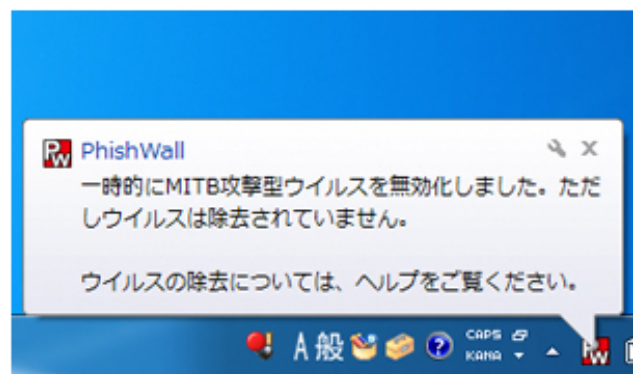 PW PhishWall
一時的にMITB攻撃型ウイルスを無効化しました。ただ
しウイルスは除去されていません。
ウイルスの除去については、ヘルプをご覧ください。
A 般 ? CAPS
KANA PW